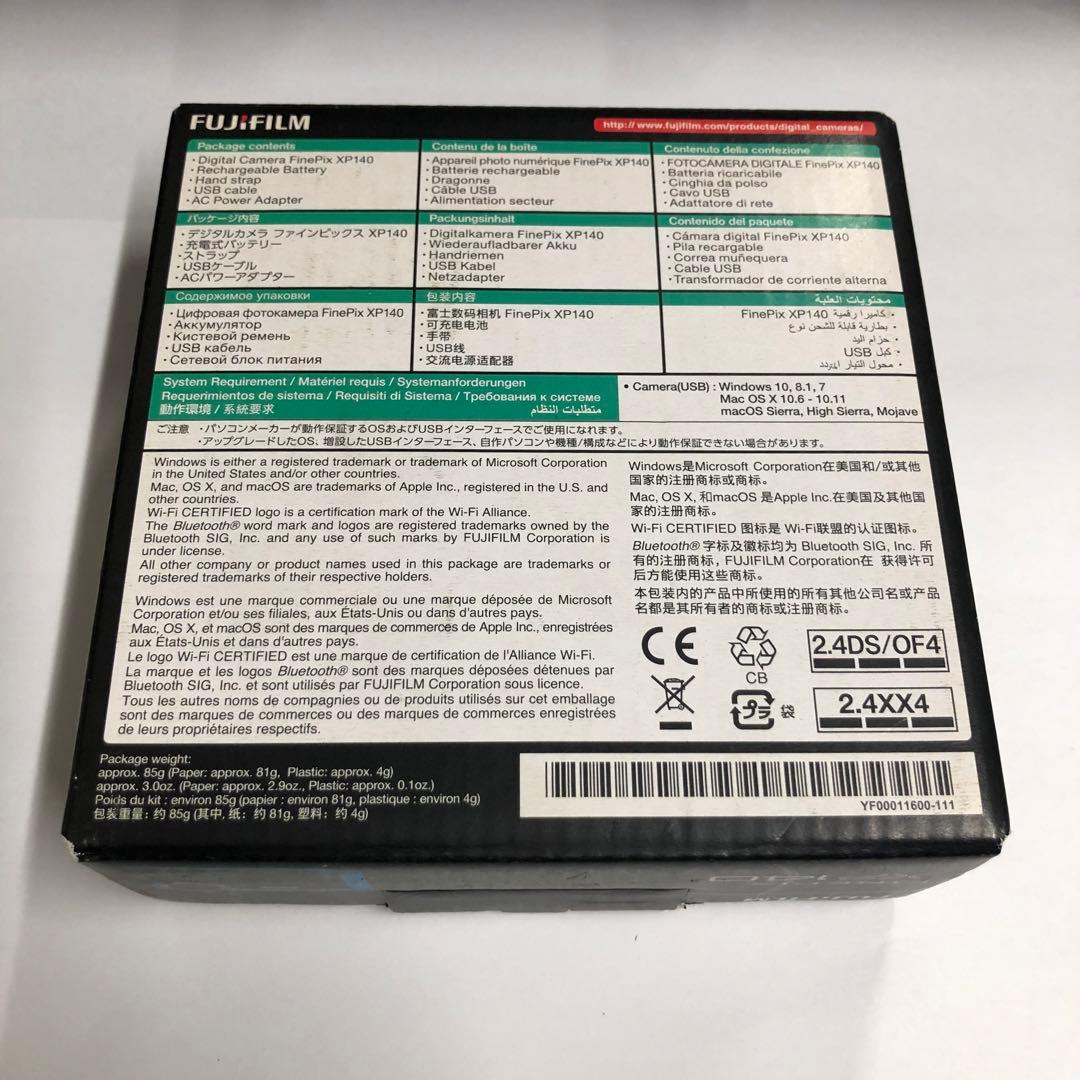 FUJIFILM
http://www.fujifilm.com/products/digital_cameras/
Package contents
・Digital Camera FinePix XP140
・Rechargeable Battery
・Hand strap
・USB cable
・AC Power Adapter
Contenu de la boîte
・Appareil photo numérique FinePix XP140
・Batterie rechargeable
・Dragonne
・Câble USB
・Alimentation secteur
Contenuto della confezione
・FOTOCAMERA DIGITALE FinePix XP140
・Batteria ricaricabile
・Cinghia da polso
・Cavo USB
・Adattatore di rete
パッケージ内容
・デジタルカメラ ファインピックス XP140
・充電式バッテリー
・ストラップ
・USBケーブル
・ACパワーアダプター
Packungsinhalt
・Digitalkamera FinePix XP140
・Wiederaufladbarer Akku
・Handriemen
・USB Kabel
・Netzadapter
Contenido del paquete
・Cámara digital FinePix XP140
・Pila recargable
・Correa muñequera
・Cable USB
・Transformador de corriente alterna
Содержимое упаковки
・Цифровая фотокамера FinePix XP140
・Аккумулятор
・Кистевой ремень
・USB кабель
・Сетевой блок питания
包装内容
・富士数码相机 FinePix XP140
・可充电电池
・手带
・USB线
・交流电源适配器
محتويات العلبة
・كاميرا رقمية FinePix XP140
・بطارية قابلة للشحن نوع
・حزام اليد
・كبل USB
・محول التيار المتردد
System Requirement / Matériel requis / Systemanforderungen
Requerimientos de sistema / Requisiti di Sistema / Требования к системе
動作環境 / 系統要求 متطلبات النظام
• Camera(USB) : Windows 10, 8.1, 7
Mac OS X 10.6 - 10.11
macOS Sierra, High Sierra, Mojave
ご注意 ・パソコンメーカーが動作保証するOSおよびUSBインターフェースでご使用になれます。
・アップグレードしたOS、増設したUSBインターフェース、自作パソコンや機種/構成などにより動作保証できない場合があります。
Windows is either a registered trademark or trademark of Microsoft Corporation
in the United States and/or other countries.
Mac, OS X, and macOS are trademarks of Apple Inc., registered in the U.S. and
other countries.
Wi-Fi CERTIFIED logo is a certification mark of the Wi-Fi Alliance.
The Bluetooth® word mark and logos are registered trademarks owned by the
Bluetooth SIG, Inc. and any use of such marks by FUJIFILM Corporation is
under license.
All other company or product names used in this package are trademarks or
registered trademarks of their respective holders.
Windows est une marque commerciale ou une marque déposée de Microsoft
Corporation et/ou ses filiales, aux États-Unis ou dans d'autres pays.
Mac, OS X, et macOS sont des marques de commerces de Apple Inc., enregistrées
aux États-Unis et dans d'autres pays.
Le logo Wi-Fi CERTIFIED est une marque de certification de l'Alliance Wi-Fi.
La marque et les logos Bluetooth® sont des marques déposées détenues par
Bluetooth SIG, Inc. et sont utilisés par FUJIFILM Corporation sous licence.
Tous les autres noms de compagnies ou de produits utilisés sur cet emballage
sont des marques de commerces ou des marques de commerces enregistrées
de leurs propriétaires respectifs.
Windows是Microsoft Corporation在美国和/或其他
国家的注册商标或商标。
Mac, OS X, 和macOS 是Apple Inc.在美国及其他国
家的注册商标。
Wi-Fi CERTIFIED 图标是 Wi-Fi联盟的认证图标。
Bluetooth® 字标及徽标均为 Bluetooth SIG, Inc. 所
有的注册商标，FUJIFILM Corporation在 获得许可
后方能使用这些商标。
本包装内的产品中所使用的所有其他公司名或产品
名都是其所有者的商标或注册商标。
CE
CB
2.4DS/OF4
プラ 袋
2.4XX4
Package weight:
approx. 85g (Paper: approx. 81g, Plastic: approx. 4g)
approx. 3.0oz. (Paper: approx. 2.9oz., Plastic: approx. 0.1oz.)
Poids du kit : environ 85g (papier : environ 81g, plastique : environ 4g)
包装重量：约 85g (其中, 纸：约 81g, 塑料：约 4g)
YF00011600-111